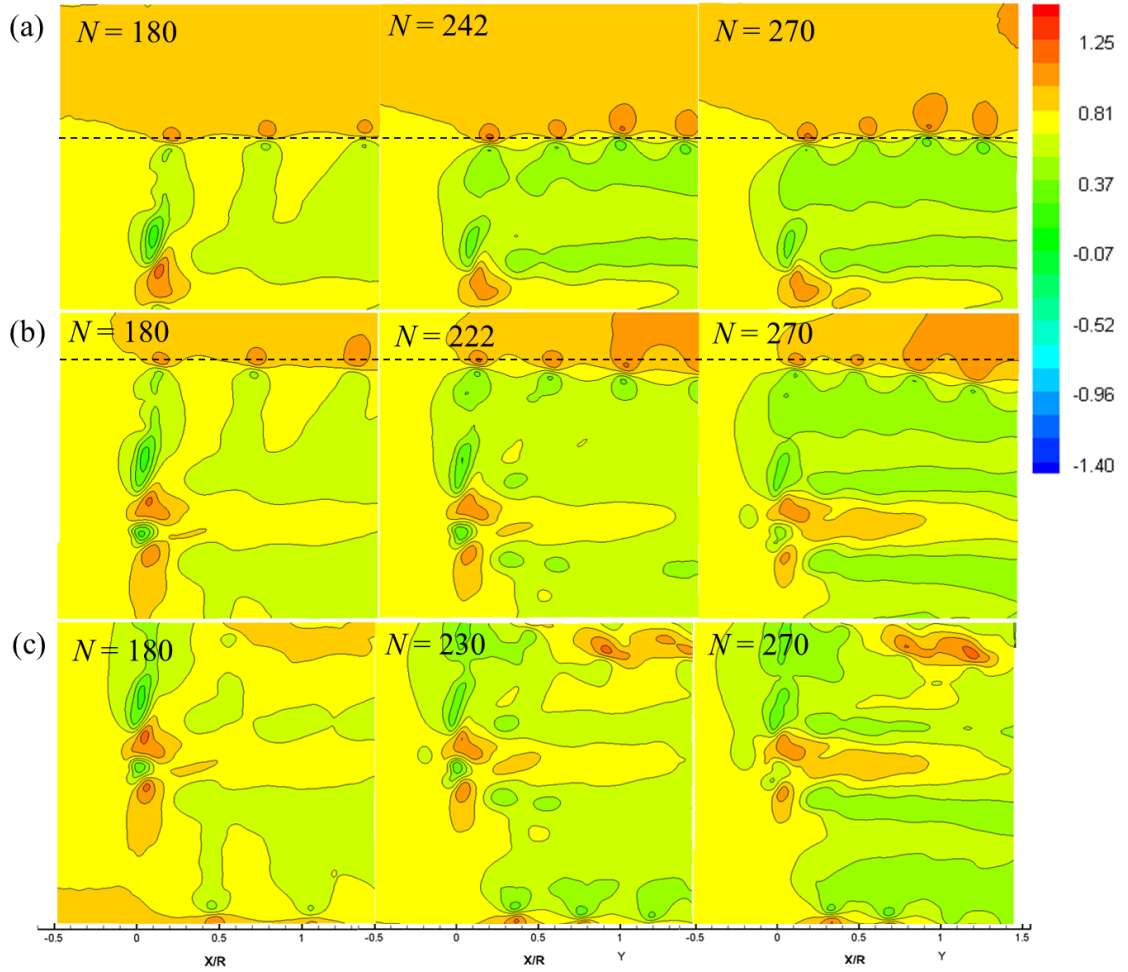 (a) N = 180 N = 242 N = 270
1.25
0.81
0.37
-0.07
-0.52
-0.96
-1.40
(b) N = 180 N = 222 N = 270
(c) N = 180 N = 230 N = 270
-0.5 0 0.5 1 -0.5 0 0.5 1 0 0.5 1 1.5
X/R Y X/R Y